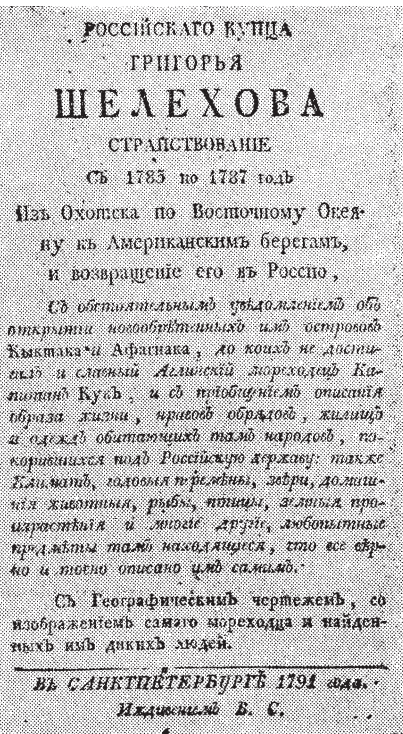 РОССІЙСКАГО КУПЦА
ГРИГОРЬЯ
ШЕЛЕХОВА
СТРАНСТВОВАНІЕ
Съ 1783 по 1787 годъ
Изъ Охотска по Восточному Океа-
ну къ Американскимъ берегамъ,
и возвращеніе его въ Россію,
Съ обстоятельнымъ увѣдомленіемъ объ
открытіи новообрѣтенныхъ имъ острововъ
Кыктака и Афагнака, до коихъ не дости-
галъ и славный Аглинскій мореходецъ Ка-
питанъ Кукъ, и съ пріобщеніемъ описанія
образа жизни, нравовъ обрядовъ, жилищъ
и одеждъ обитающихъ тамъ народовъ, по-
корившихся подъ Россійскую державу: также
Климатъ, годовыя перемѣны, звѣри, домаш-
нія животныя, рыбы, птицы, земныя про-
израстѣнія и многіе другіе, любопытные
предмѣты тамъ находящіеся, что все вѣр-
но и точно описано имъ самимъ.
Съ Географическимъ чертежемъ, со
изображеніемъ самаго мореходца и найден-
ныхъ имъ дикихъ людей.
ВЪ САНКТПЕТЕРБУРГѢ 1791 года.
Иждивеніемъ В. С.